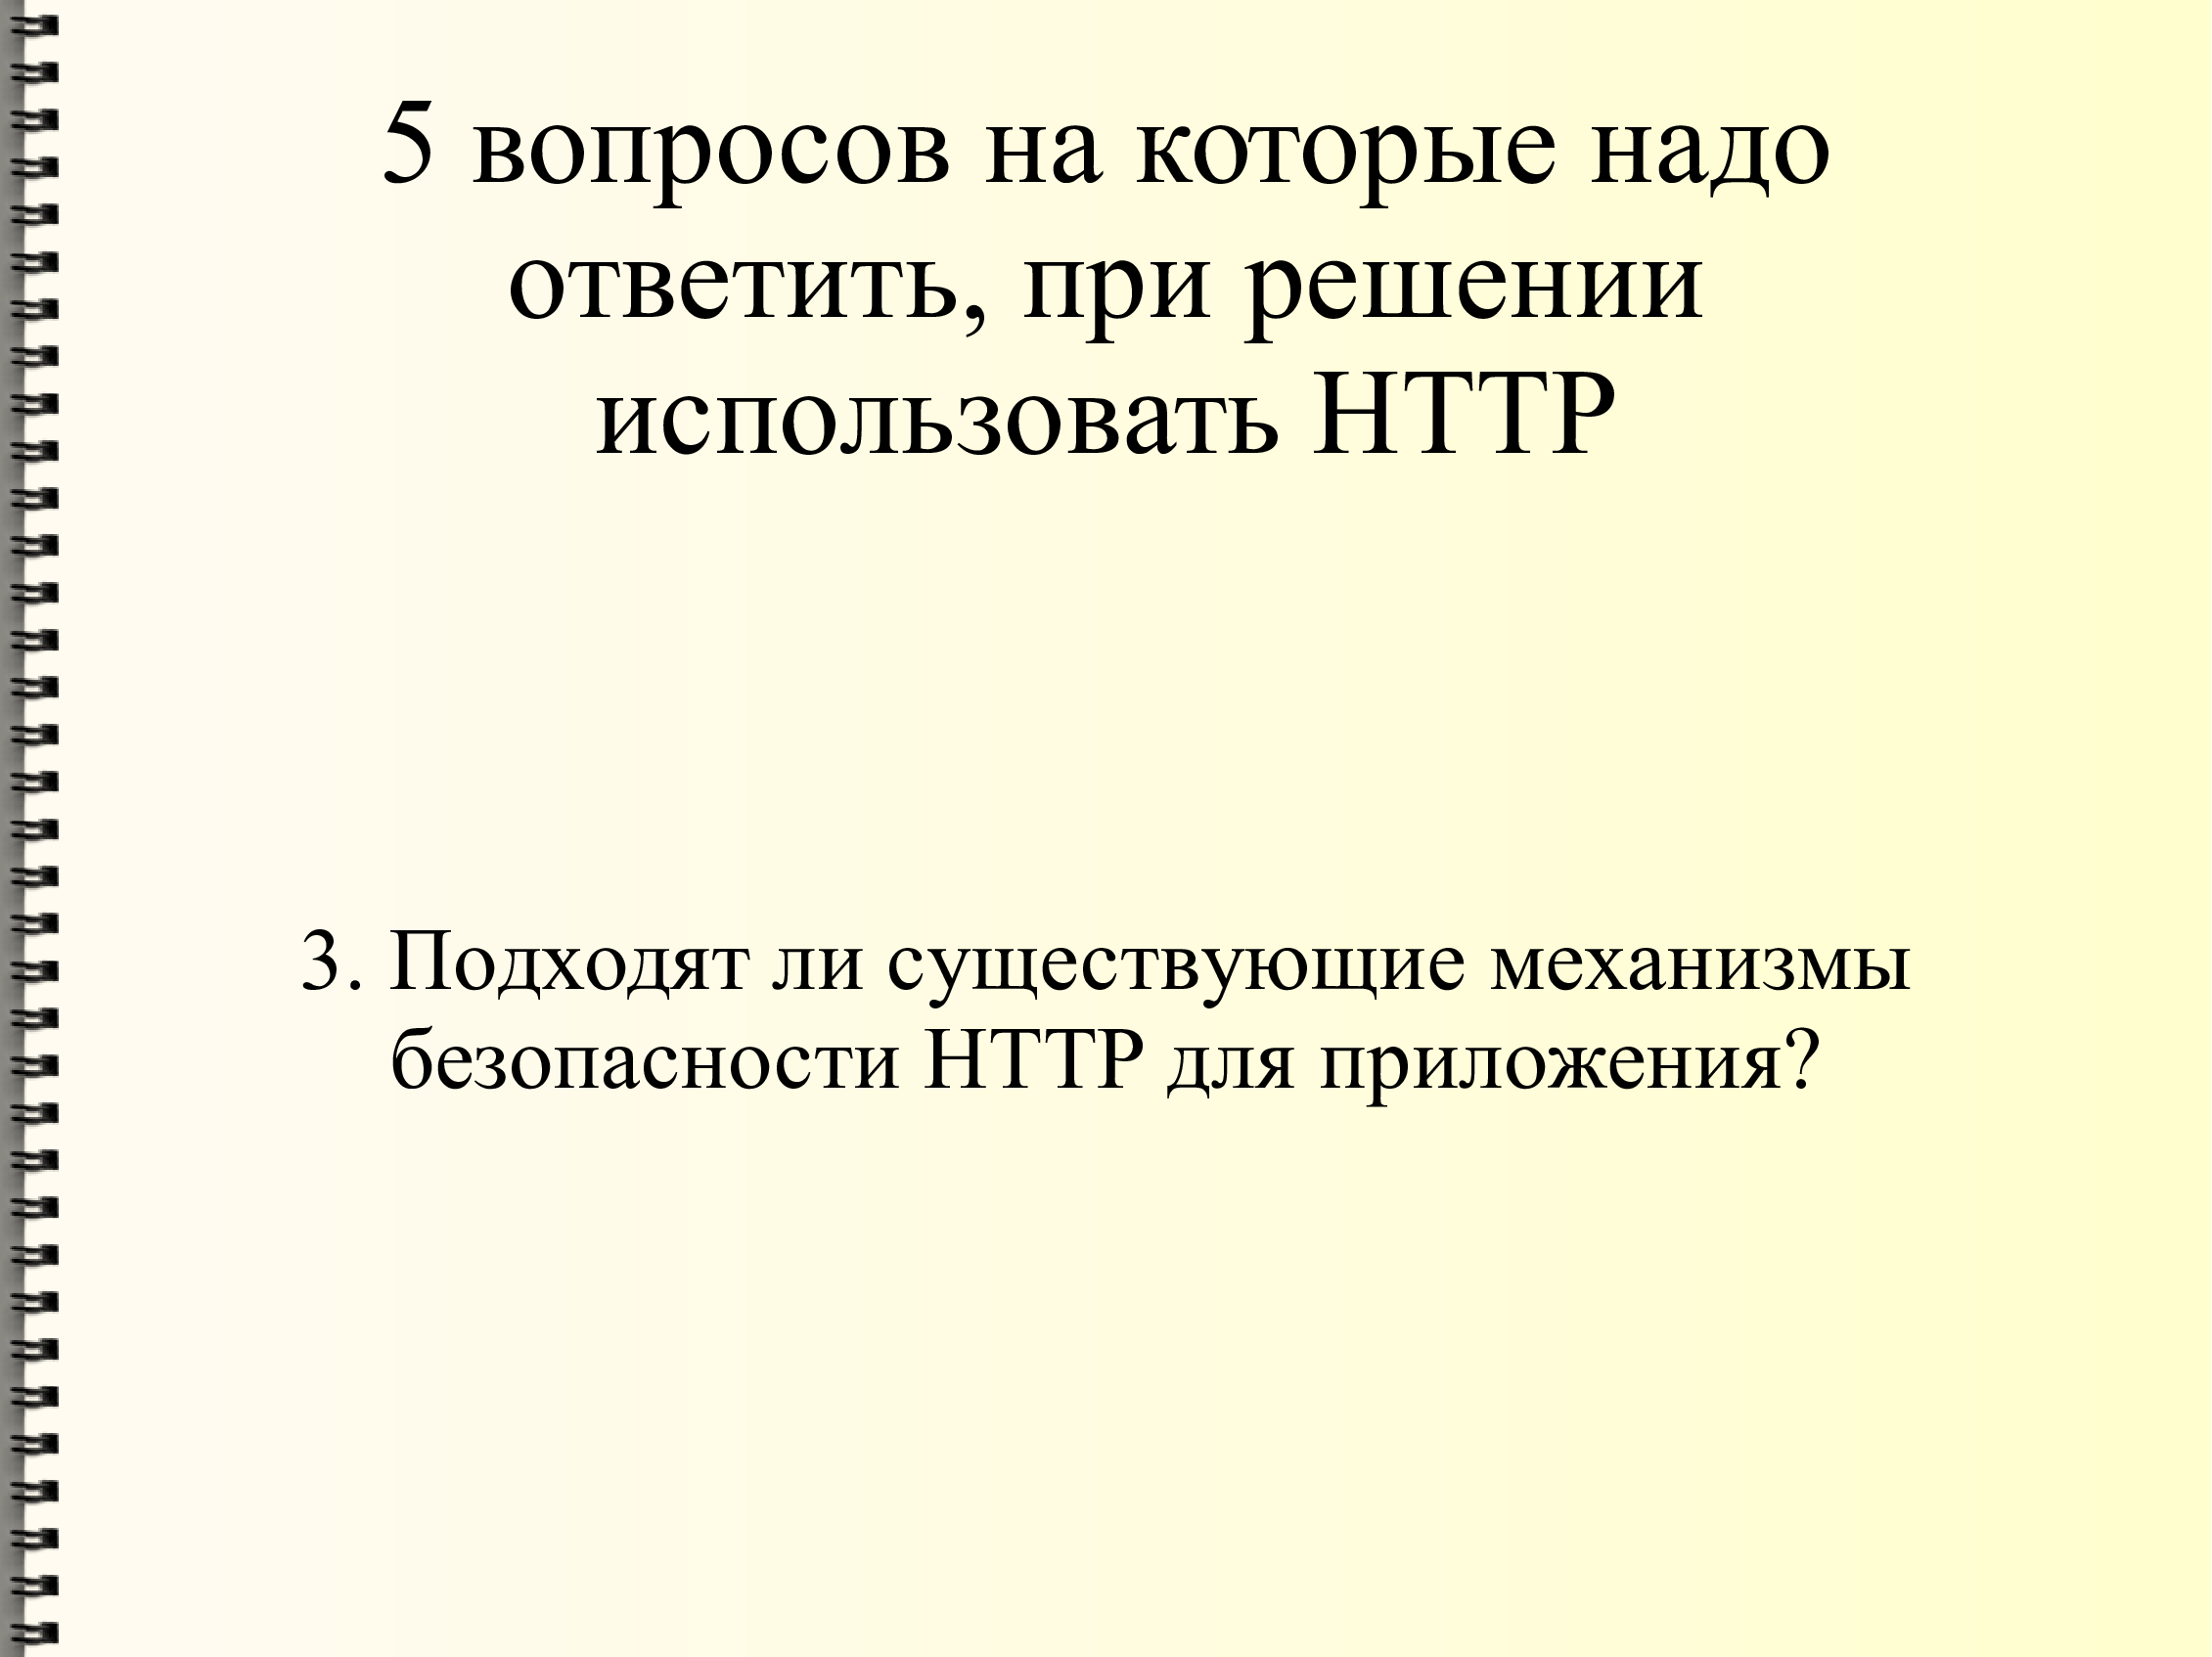 5 вопросов на которые надо
ответить, при решении
использовать HTTP
3. Подходят ли существующие механизмы
безопасности HTTP для приложения?